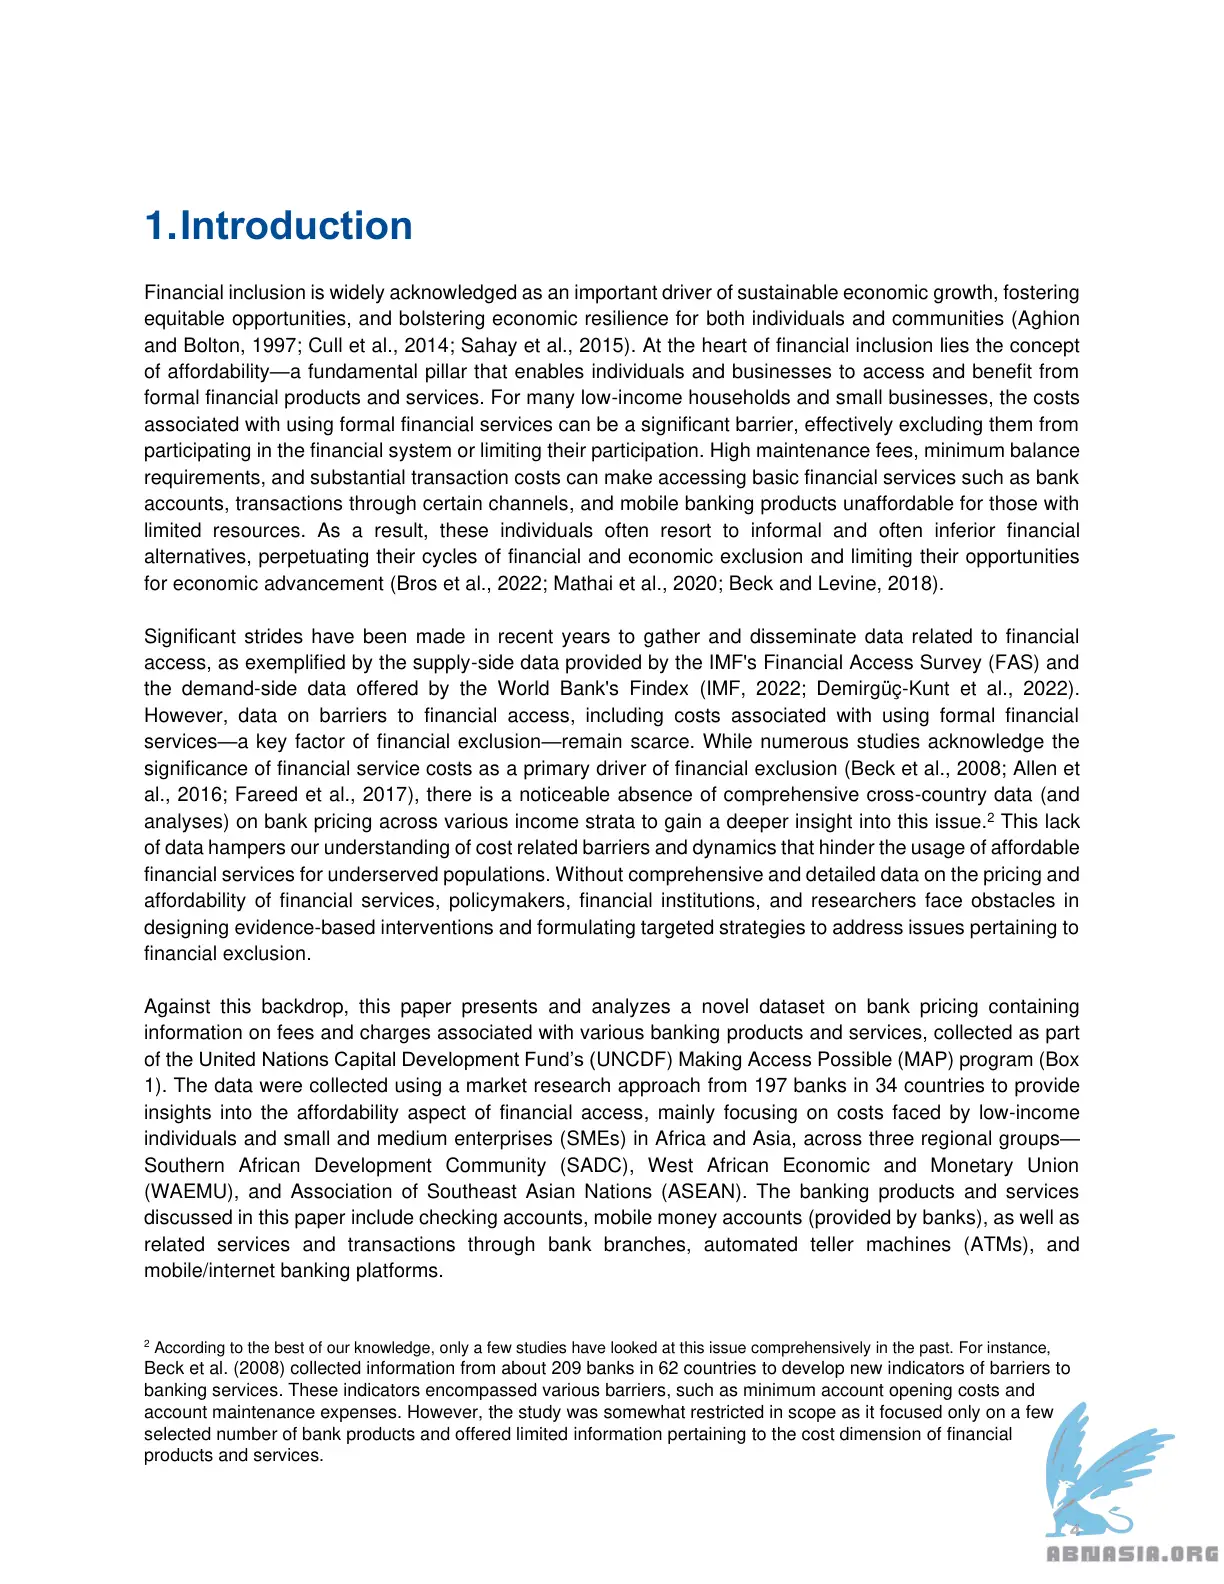 1.Introduction
Financial inclusion is widely acknowledged as an important driver of sustainable economic growth, fostering
equitable opportunities, and bolstering economic resilience for both individuals and communities (Aghion
and Bolton, 1997; Cull et al., 2014; Sahay et al., 2015). At the heart of financial inclusion lies the concept
of affordability—a fundamental pillar that enables individuals and businesses to access and benefit from
formal financial products and services. For many low-income households and small businesses, the costs
associated with using formal financial services can be a significant barrier, effectively excluding them from
participating in the financial system or limiting their participation. High maintenance fees, minimum balance
requirements, and substantial transaction costs can make accessing basic financial services such as bank
accounts, transactions through certain channels, and mobile banking products unaffordable for those with
limited resources. As a result, these individuals often resort to informal and often inferior financial
alternatives, perpetuating their cycles of financial and economic exclusion and limiting their opportunities
for economic advancement (Bros et al., 2022; Mathai et al., 2020; Beck and Levine, 2018).
Significant strides have been made in recent years to gather and disseminate data related to financial
access, as exemplified by the supply-side data provided by the IMF's Financial Access Survey (FAS) and
the demand-side data offered by the World Bank's Findex (IMF, 2022; Demirgüç-Kunt et al., 2022).
However, data on barriers to financial access, including costs associated with using formal financial
services—a key factor of financial exclusion—remain scarce. While numerous studies acknowledge the
significance of financial service costs as a primary driver of financial exclusion (Beck et al., 2008; Allen et
al., 2016; Fareed et al., 2017), there is a noticeable absence of comprehensive cross-country data (and
analyses) on bank pricing across various income strata to gain a deeper insight into this issue.2 This lack
of data hampers our understanding of cost related barriers and dynamics that hinder the usage of affordable
financial services for underserved populations. Without comprehensive and detailed data on the pricing and
affordability of financial services, policymakers, financial institutions, and researchers face obstacles in
designing evidence-based interventions and formulating targeted strategies to address issues pertaining to
financial exclusion.
Against this backdrop, this paper presents and analyzes a novel dataset on bank pricing containing
information on fees and charges associated with various banking products and services, collected as part
of the United Nations Capital Development Fund’s (UNCDF) Making Access Possible (MAP) program (Box
1). The data were collected using a market research approach from 197 banks in 34 countries to provide
insights into the affordability aspect of financial access, mainly focusing on costs faced by low-income
individuals and small and medium enterprises (SMEs) in Africa and Asia, across three regional groups—
Southern African Development Community (SADC), West African Economic and Monetary Union
(WAEMU), and Association of Southeast Asian Nations (ASEAN). The banking products and services
discussed in this paper include checking accounts, mobile money accounts (provided by banks), as well as
related services and transactions through bank branches, automated teller machines (ATMs), and
mobile/internet banking platforms.
2 According to the best of our knowledge, only a few studies have looked at this issue comprehensively in the past. For instance,
Beck et al. (2008) collected information from about 209 banks in 62 countries to develop new indicators of barriers to
banking services. These indicators encompassed various barriers, such as minimum account opening costs and
account maintenance expenses. However, the study was somewhat restricted in scope as it focused only on a few
selected number of bank products and offered limited information pertaining to the cost dimension of financial
products and services.
4
ABNASIA.ORG